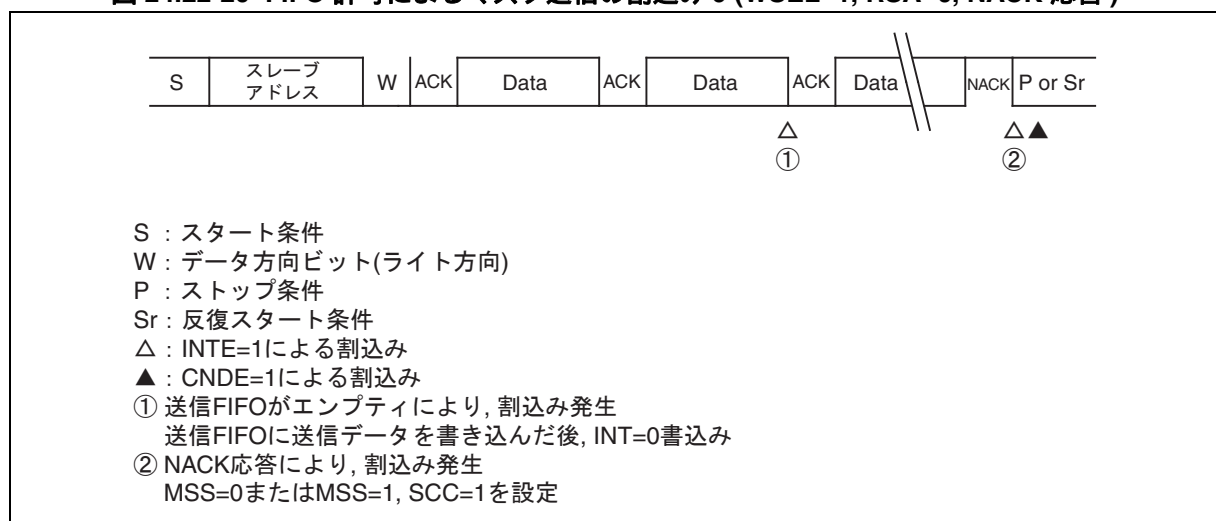 S
スレーブ
アドレス
W
ACK
Data
ACK
Data
ACK
Data
NACK
P or Sr
△
△▲
①
②
S : スタート条件
W : データ方向ビット(ライト方向)
P : ストップ条件
Sr : 反復スタート条件
△ : INTE=1による割込み
▲ : CNDE=1による割込み
① 送信FIFOがエンプティにより, 割込み発生
送信FIFOに送信データを書き込んだ後, INT=0書込み
② NACK応答により, 割込み発生
MSS=0またはMSS=1, SCC=1を設定